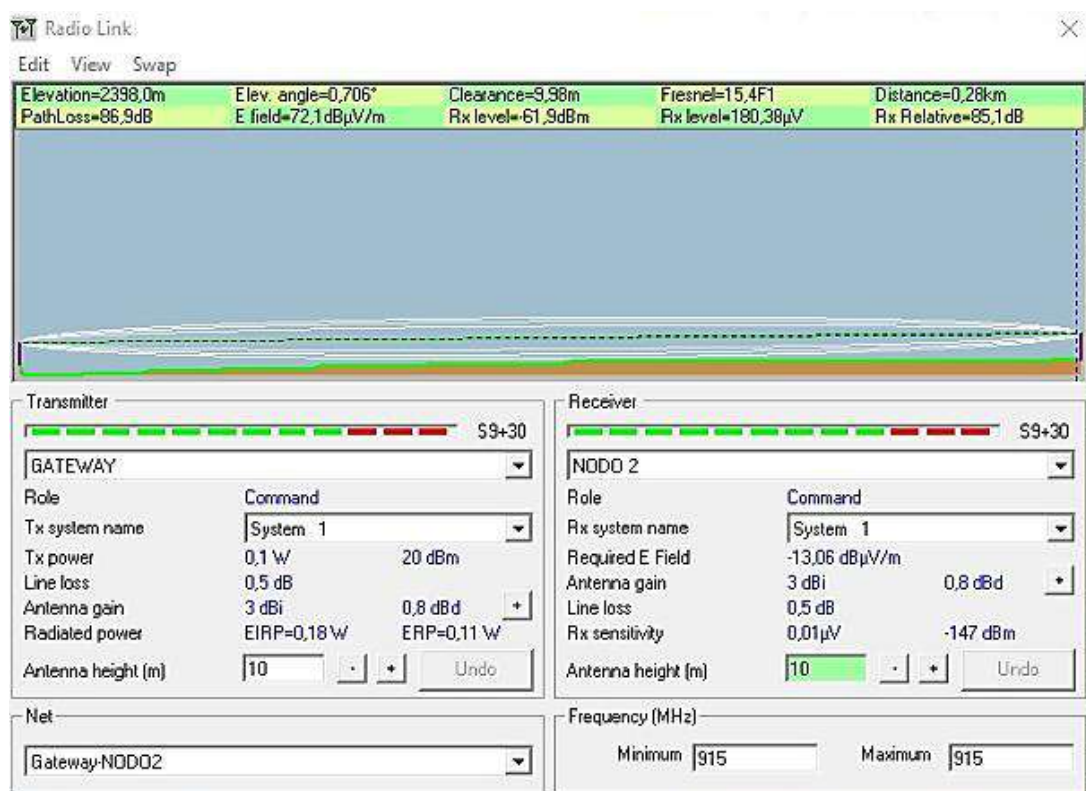 Radio Link
Edit View Swap
Elevation=2398,0m Elev. angle=0,706° Clearance=9,98m Fresnel=15,4F1 Distance=0,28km
PathLoss=86,9dB E field=72,1dBµV/m Rx level=-61,9dBm Rx level=180,38µV Rx Relative=85,1dB
Transmitter
S9+30
GATEWAY
Role Command
Tx system name System 1
Tx power 0,1 W 20 dBm
Line loss 0,5 dB
Antenna gain 3 dBi 0,8 dBd +
Radiated power EIRP=0,18 W ERP=0,11 W
Antenna height (m) 10 - + Undo
Receiver
S9+30
NODO 2
Role Command
Rx system name System 1
Required E Field -13,06 dBµV/m
Antenna gain 3 dBi 0,8 dBd +
Line loss 0,5 dB
Rx sensitivity 0,01µV -147 dBm
Antenna height (m) 10 - + Undo
Net
Gateway-NODO2
Frequency (MHz)
Minimum 915 Maximum 915